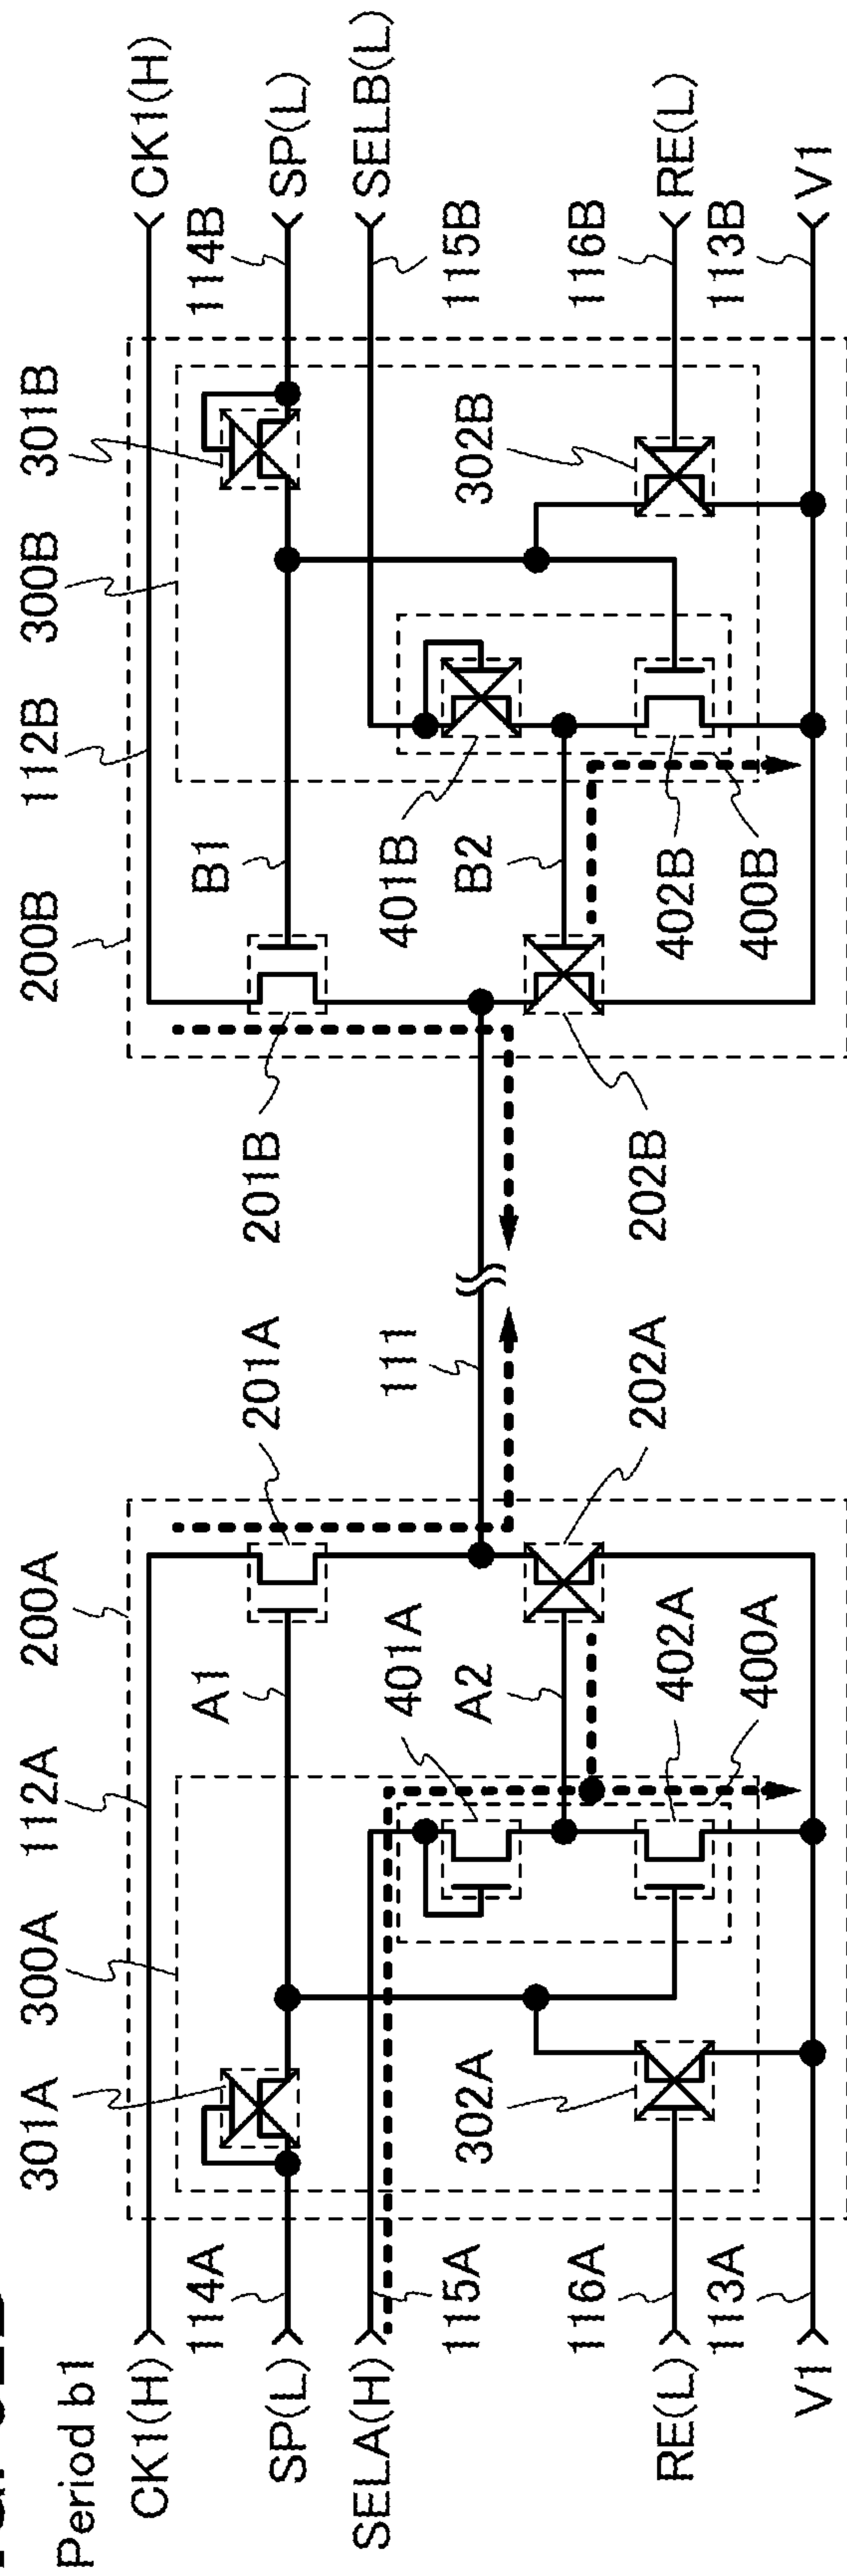 Period b1
301A 300A 112A 200A 200B 112B 300B 301B
CK1(H) CK1(H)
114A A1 201A 201B B1 114B
SP(L) SP(L)
SELA(H) 401A 111 401B SELB(L)
115A 302A A2 B2 302B 115B
116A 202A 202B 116B
RE(L) 402A 402B RE(L)
113A 400A 400B 113B
V1 V1